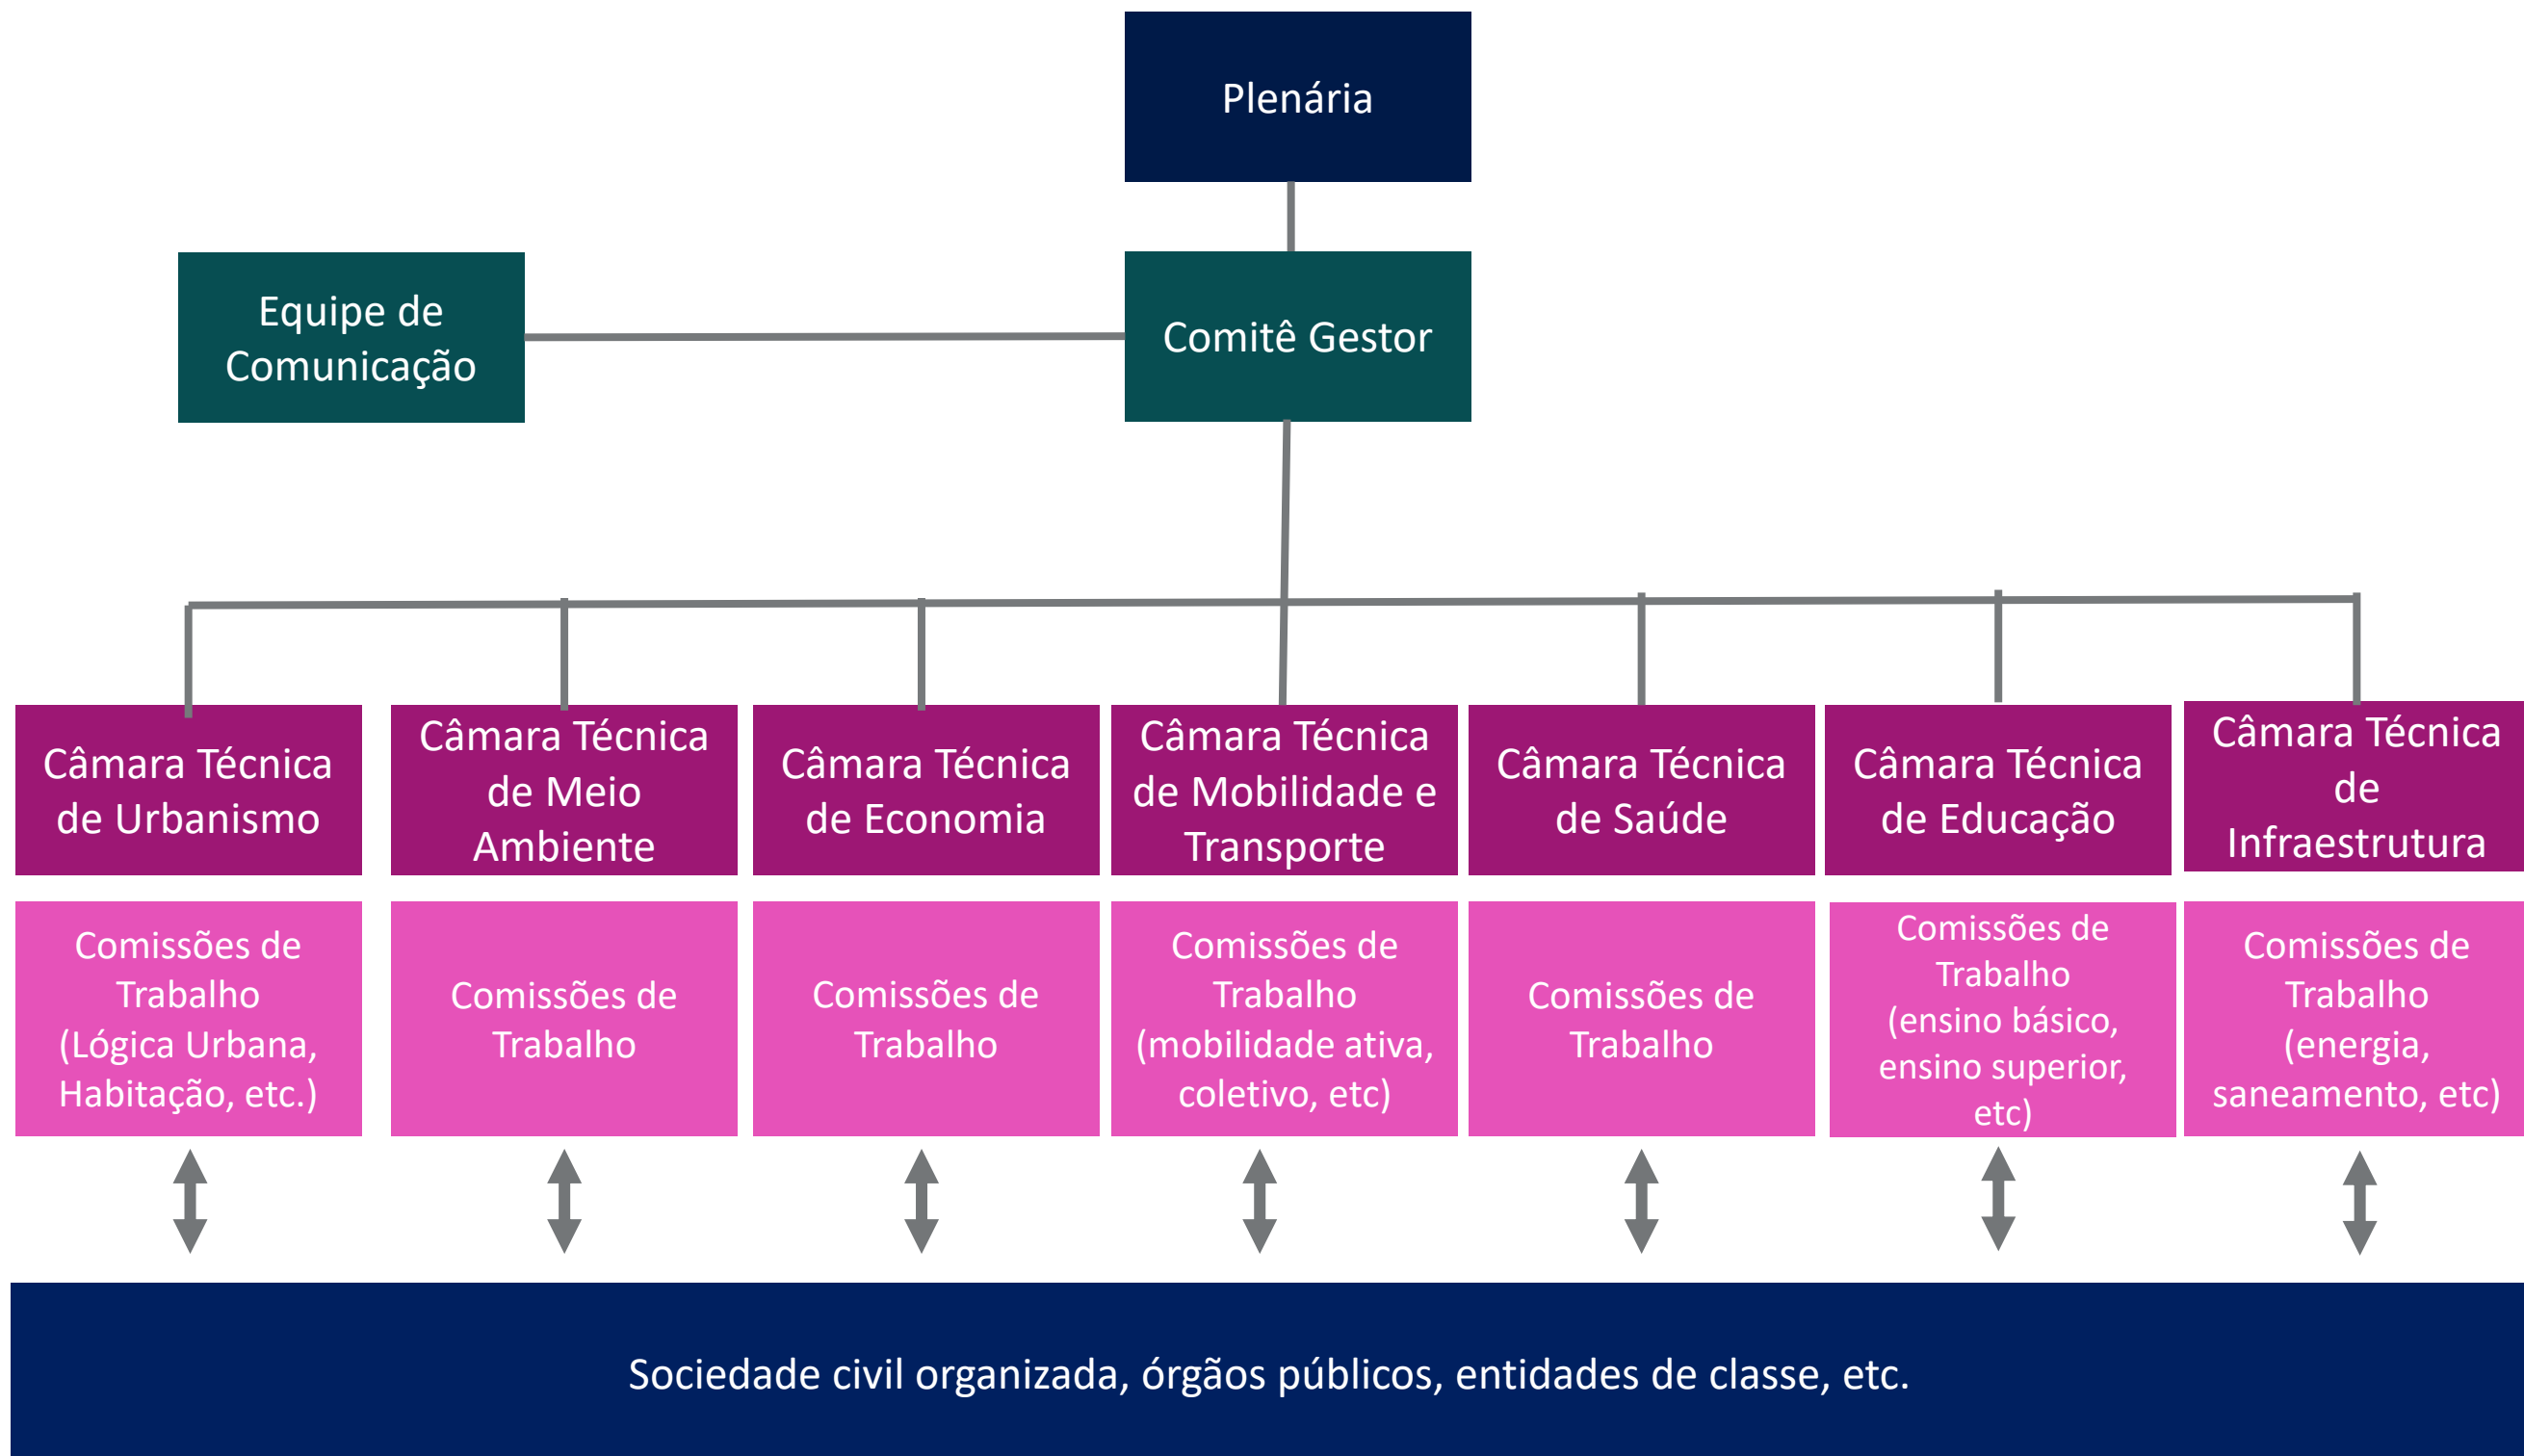 Plenária
Equipe de
Comunicação
Comitê Gestor
Câmara Técnica
de Urbanismo
Câmara Técnica
de Meio
Ambiente
Câmara Técnica
de Economia
Câmara Técnica
de Mobilidade e
Transporte
Câmara Técnica
de Saúde
Câmara Técnica
de Educação
Câmara Técnica
de
Infraestrutura
Comissões de
Trabalho
(Lógica Urbana,
Habitação, etc.)
Comissões de
Trabalho
Comissões de
Trabalho
Comissões de
Trabalho
(mobilidade ativa,
coletivo, etc)
Comissões de
Trabalho
Comissões de
Trabalho
(ensino básico,
ensino superior,
etc)
Comissões de
Trabalho
(energia,
saneamento, etc)
Sociedade civil organizada, órgãos públicos, entidades de classe, etc.